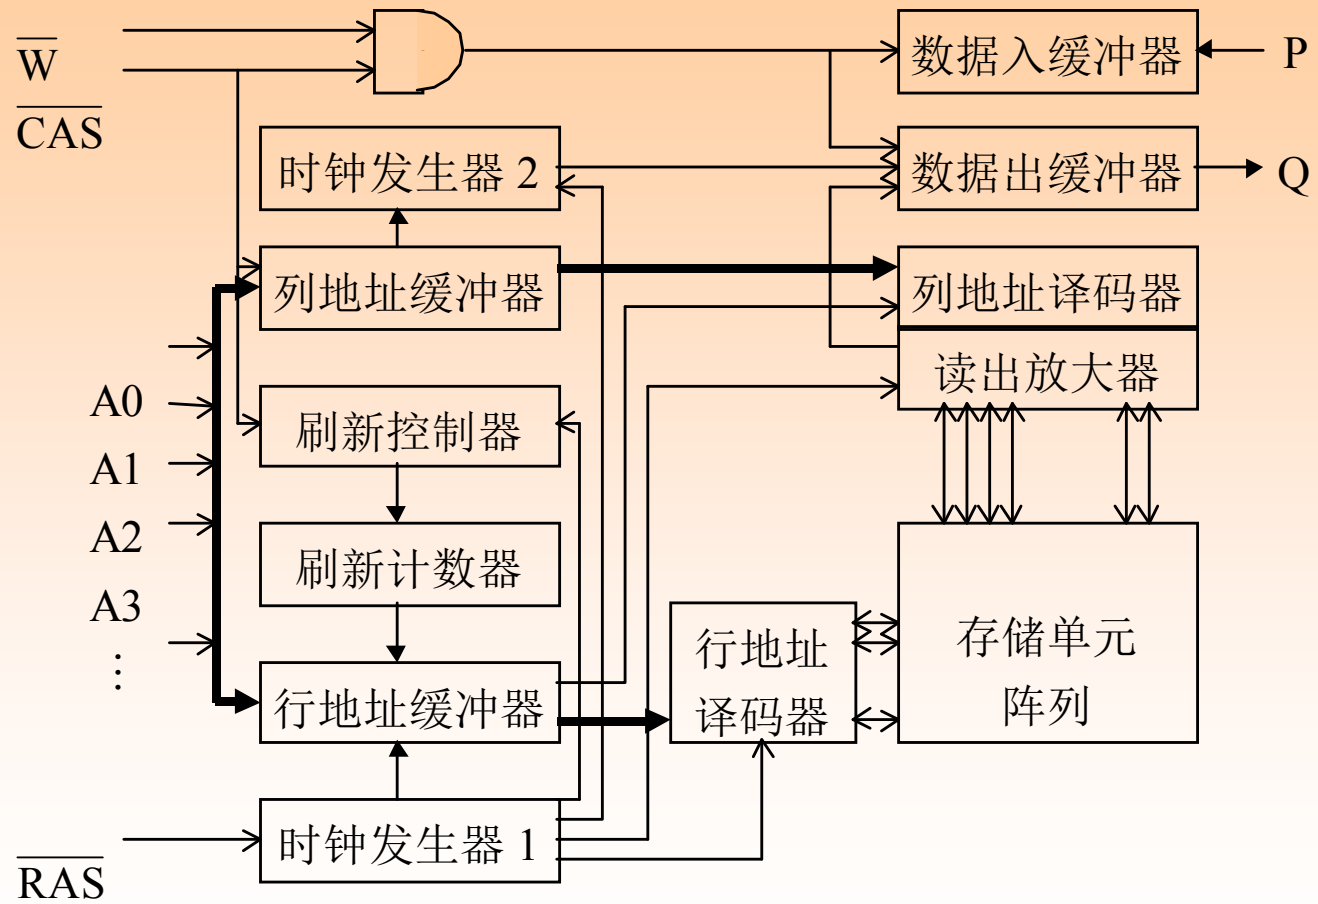 W
数据入缓冲器
P
CAS
时钟发生器 2
数据出缓冲器
Q
列地址缓冲器
列地址译码器
读出放大器
A0
刷新控制器
A1
A2
刷新计数器
A3
⋮
行地址
译码器
存储单元
阵列
行地址缓冲器
时钟发生器 1
RAS